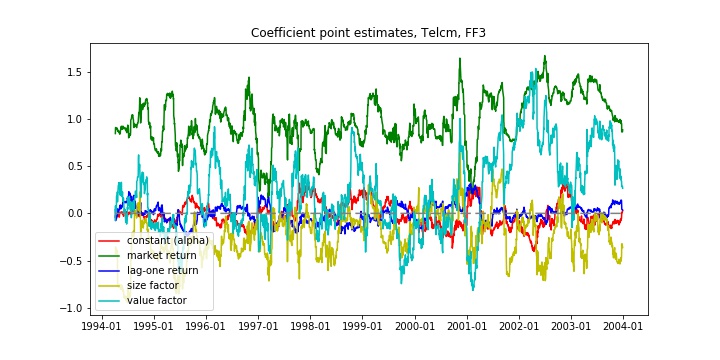 Coefficient point estimates, Telcm, FF3
1.5
1.0
0.5
0.0
−0.5
−1.0
constant (alpha)
market return
lag-one return
size factor
value factor
1994-01 1995-01 1996-01 1997-01 1998-01 1999-01 2000-01 2001-01 2002-01 2003-01 2004-01